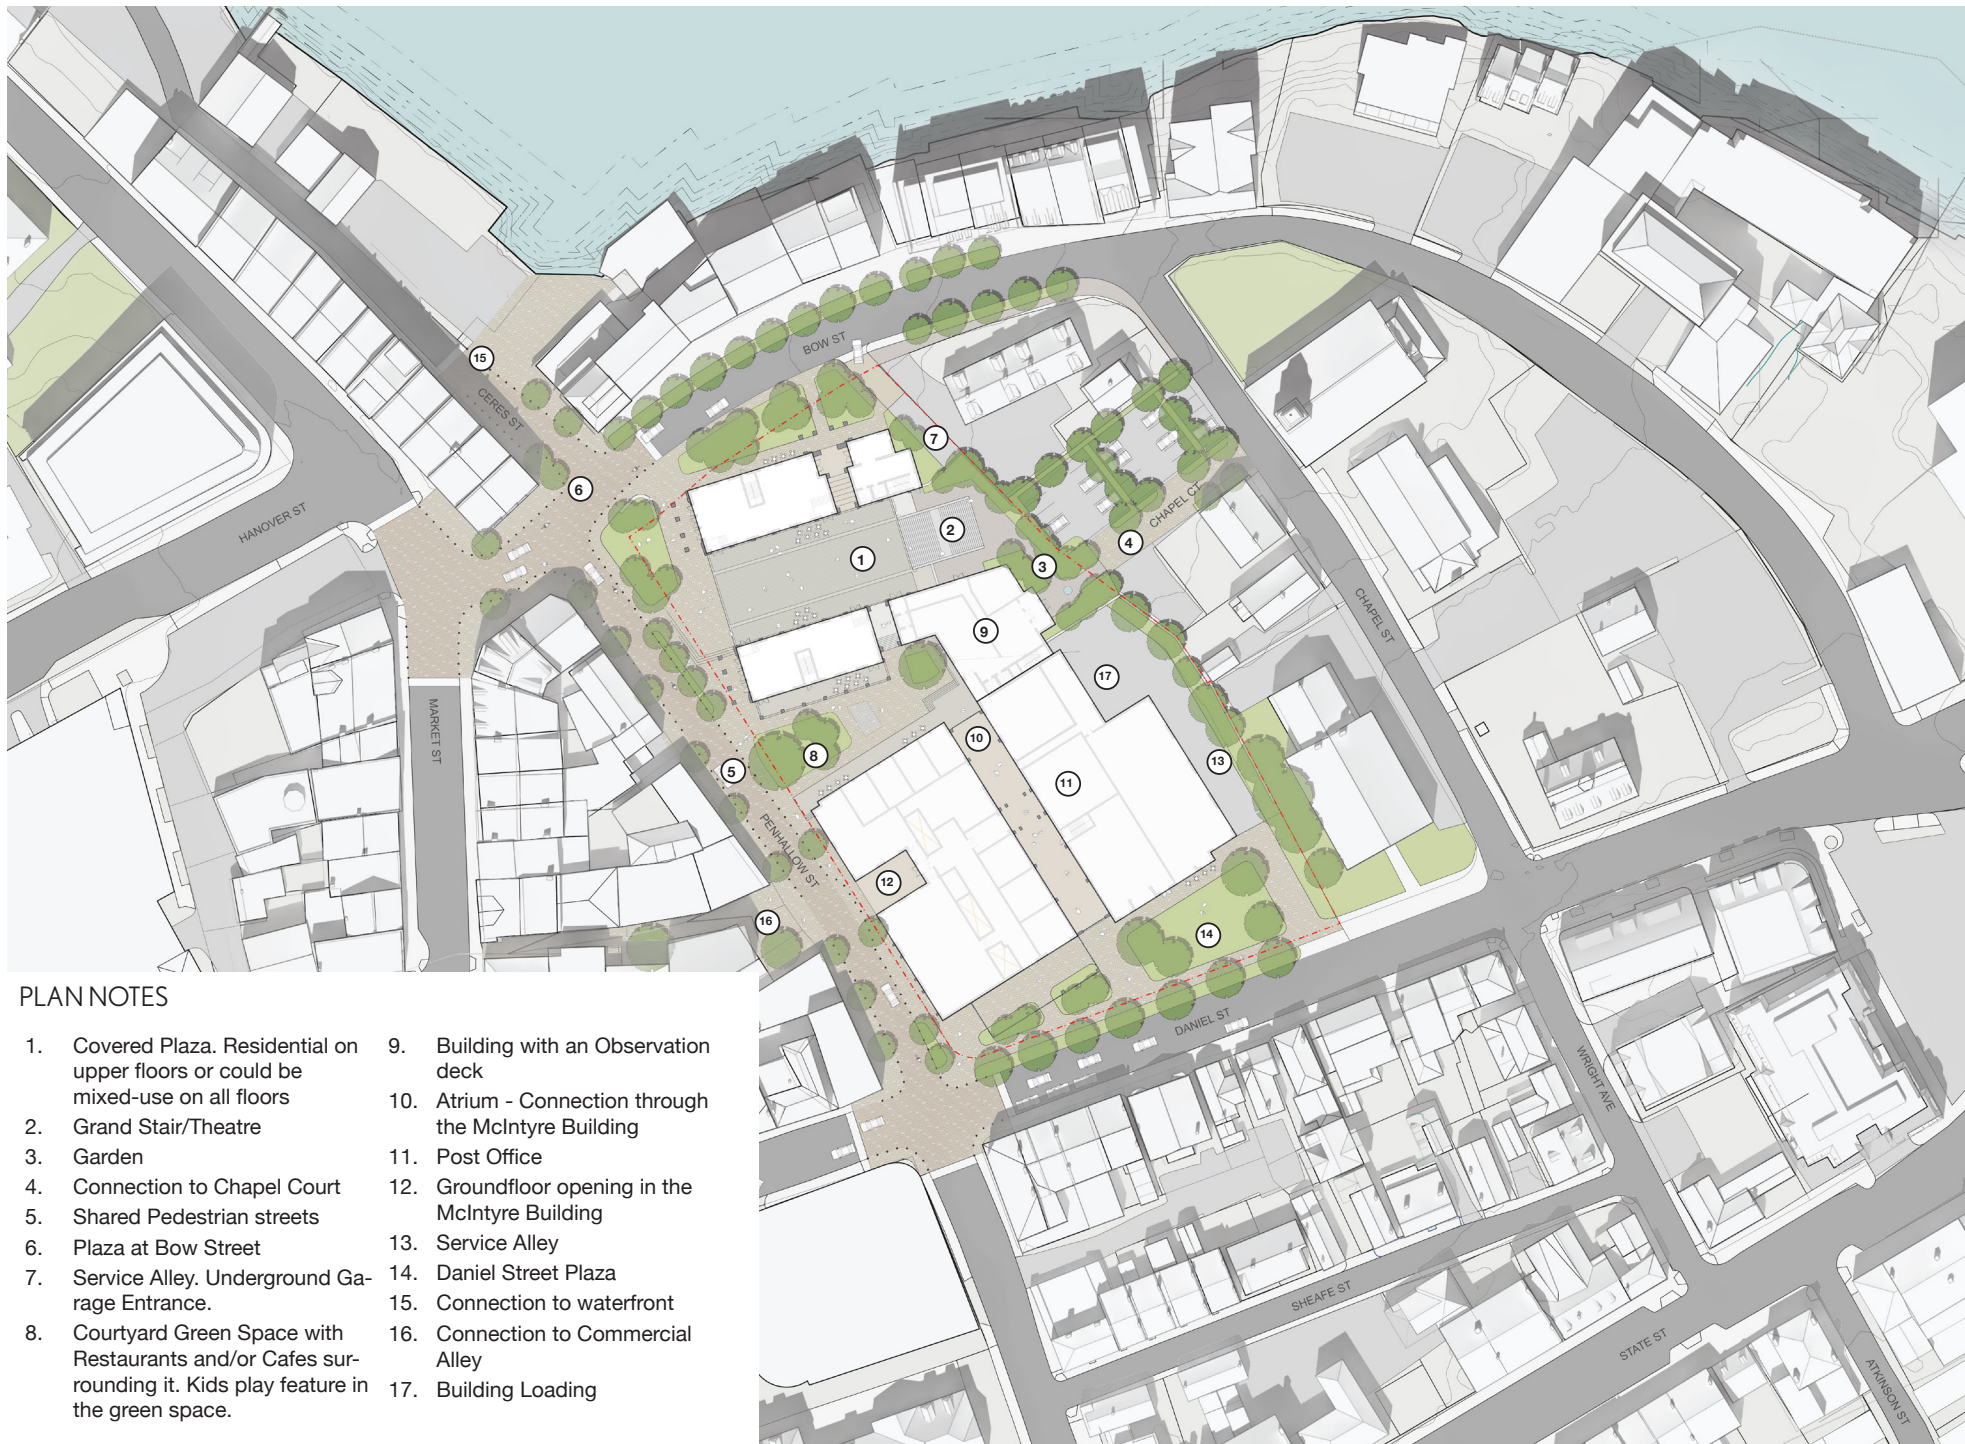 BOW ST
15
CERES ST
7
6
HANOVER ST
CHAPEL CT
2
4
1
3
CHAPEL ST
9
17
MARKET ST
10
8
13
5
11
PENHALLOW ST
12
16
14
DANIEL ST
WRIGHT AVE
SHEAFE ST
STATE ST
ATKINSON ST
PLAN NOTES
1. Covered Plaza. Residential on
upper floors or could be
mixed-use on all floors
2. Grand Stair/Theatre
3. Garden
4. Connection to Chapel Court
5. Shared Pedestrian streets
6. Plaza at Bow Street
7. Service Alley. Underground Ga-
rage Entrance.
8. Courtyard Green Space with
Restaurants and/or Cafes sur-
rounding it. Kids play feature in
the green space.
9. Building with an Observation
deck
10. Atrium - Connection through
the McIntyre Building
11. Post Office
12. Groundfloor opening in the
McIntyre Building
13. Service Alley
14. Daniel Street Plaza
15. Connection to waterfront
16. Connection to Commercial
Alley
17. Building Loading